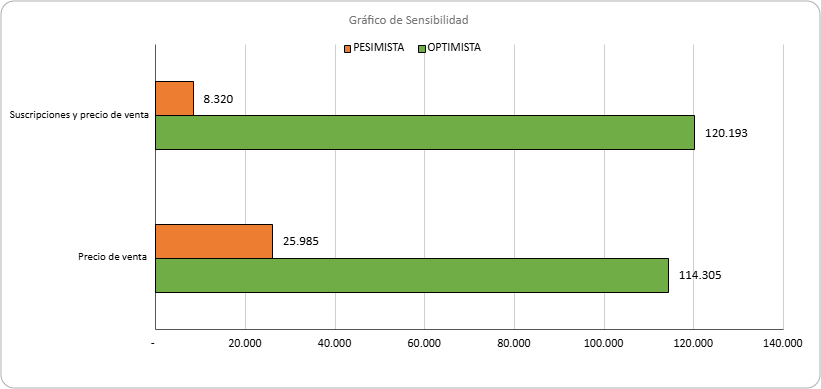 Gráfico de Sensibilidad
PESIMISTA OPTIMISTA
8.320
Suscripciones y precio de venta
120.193
25.985
Precio de venta
114.305
- 20.000 40.000 60.000 80.000 100.000 120.000 140.000